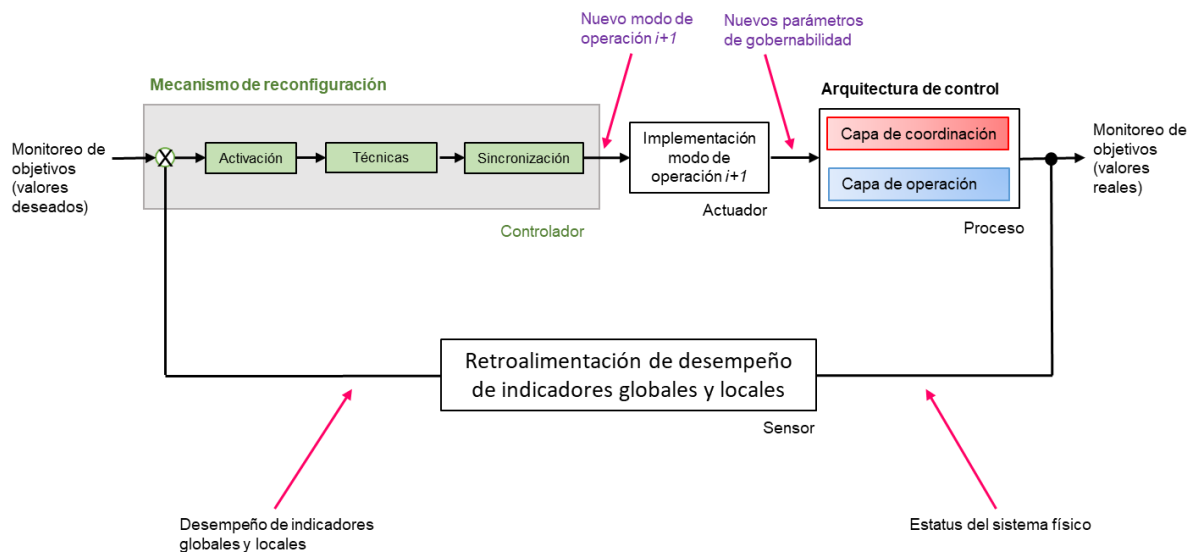 Nuevo modo de
operación i+1
Nuevos parámetros
de gobernabilidad
Mecanismo de reconfiguración
Arquitectura de control
Monitoreo de
objetivos (valores
deseados)
X
Activación
Técnicas
Sincronización
Implementación
modo de
operación i+1
Capa de coordinación
Capa de operación
Monitoreo de
objetivos
(valores
reales)
Controlador
Actuador
Proceso
Retroalimentación de desempeño
de indicadores globales y locales
Sensor
Desempeño de indicadores
globales y locales
Estatus del sistema físico